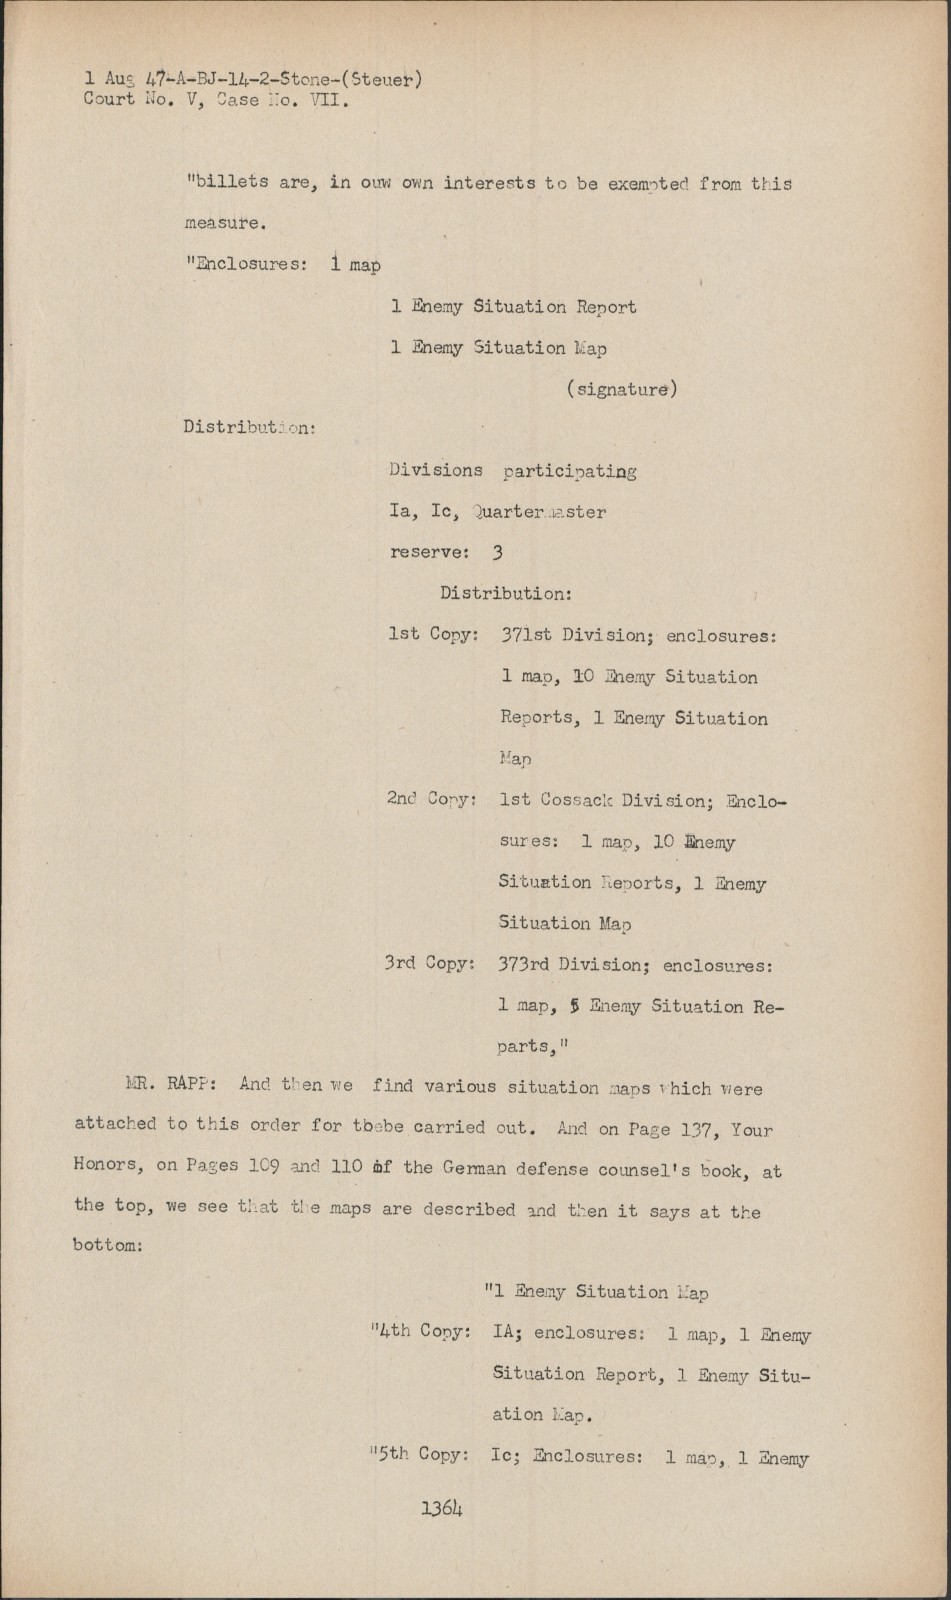 1 Aug 47-A-BJ-14-2-Stone-(Steuer)
Court No. V, Case No. VII.
"billets are, in ouw own interests to be exempted from this
measure.
"Enclosures: 1 map
1 Enemy Situation Report
1 Enemy Situation Map
(signature)
Distribution:
Divisions participating
Ia, Ic, Quartermaster
reserve: 3
Distribution:
1st Copy: 371st Division; enclosures:
1 map, 10 Enemy Situation
Reports, 1 Enemy Situation
Map
2nd Copy: 1st Cossack Division; Enclo-
sures: 1 map, 10 Enemy
Situation Reports, 1 Enemy
Situation Map
3rd Copy: 373rd Division; enclosures:
1 map, 5 Enemy Situation Re-
parts,"
MR. RAPP: And then we find various situation maps which were
attached to this order for tbebe carried out. And on Page 137, Your
Honors, on Pages 109 and 110 of the German defense counsel's book, at
the top, we see that the maps are described and then it says at the
bottom:
"1 Enemy Situation Map
"4th Copy: IA; enclosures: 1 map, 1 Enemy
Situation Report, 1 Enemy Situ-
ation Map.
"5th Copy: Ic; Enclosures: 1 map, 1 Enemy
1364